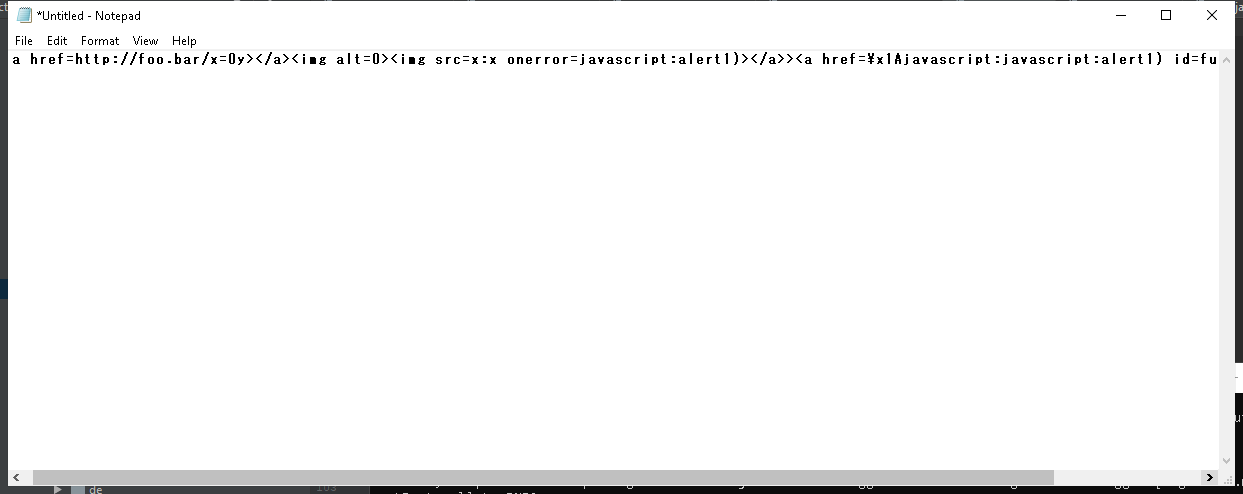 *Untitled - Notepad
File Edit Format View Help
a href=http://foo.bar/x=0y></a><img alt=0><img src=x:x onerror=javascript:alert1)></a>><a href=¥x1Ajavascript:javascript:alert1) id=fu
de
103